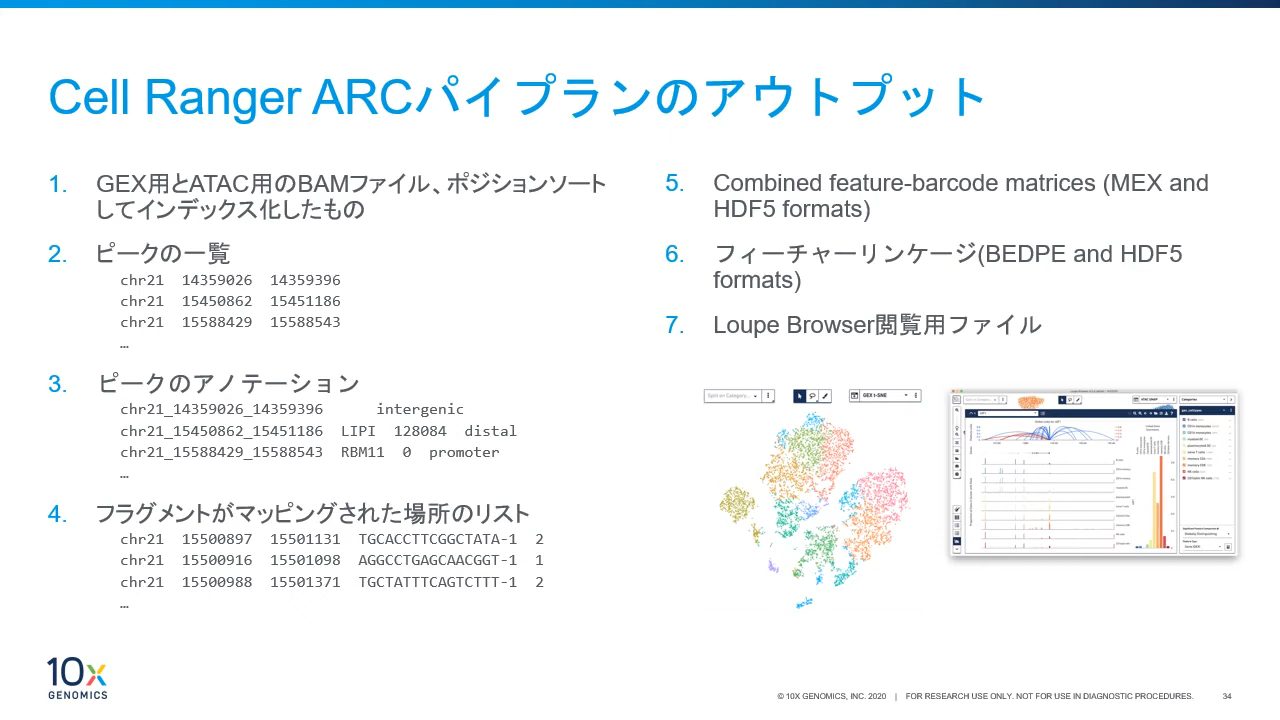 Cell Ranger ARCパイプランのアウトプット
1. GEX用とATAC用のBAMファイル、ポジションソート
してインデックス化したもの
2. ピークの一覧
chr21 14359026 14359396
chr21 15450862 15451186
chr21 15588429 15588543
…
3. ピークのアノテーション
chr21_14359026_14359396 intergenic
chr21_15450862_15451186 LIPI 128084 distal
chr21_15588429_15588543 RBM11 0 promoter
…
4. フラグメントがマッピングされた場所のリスト
chr21 15500897 15501131 TGCACCTTCGGCTATA-1 2
chr21 15500916 15501098 AGGCCTGAGCAACGGT-1 1
chr21 15500988 15501371 TGCTATTTCAGTCTTT-1 2
…
5. Combined feature-barcode matrices (MEX and
HDF5 formats)
6. フィーチャーリンケージ(BEDPE and HDF5
formats)
7. Loupe Browser閲覧用ファイル
Split on Category...
GEX t-SNE
ATAC tSNE
Categories
10x
GENOMICS
© 10X GENOMICS, INC. 2020 | FOR RESEARCH USE ONLY. NOT FOR USE IN DIAGNOSTIC PROCEDURES.
34